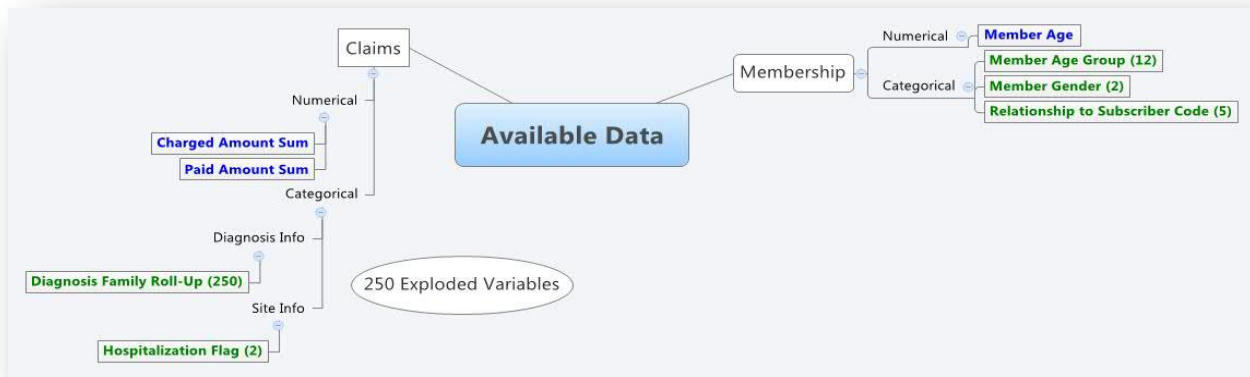 Available Data
Claims
Numerical
Charged Amount Sum
Paid Amount Sum
Categorical
Diagnosis Info
Diagnosis Family Roll-Up (250)
Site Info
Hospitalization Flag (2)
250 Exploded Variables
Membership
Numerical
Member Age
Categorical
Member Age Group (12)
Member Gender (2)
Relationship to Subscriber Code (5)